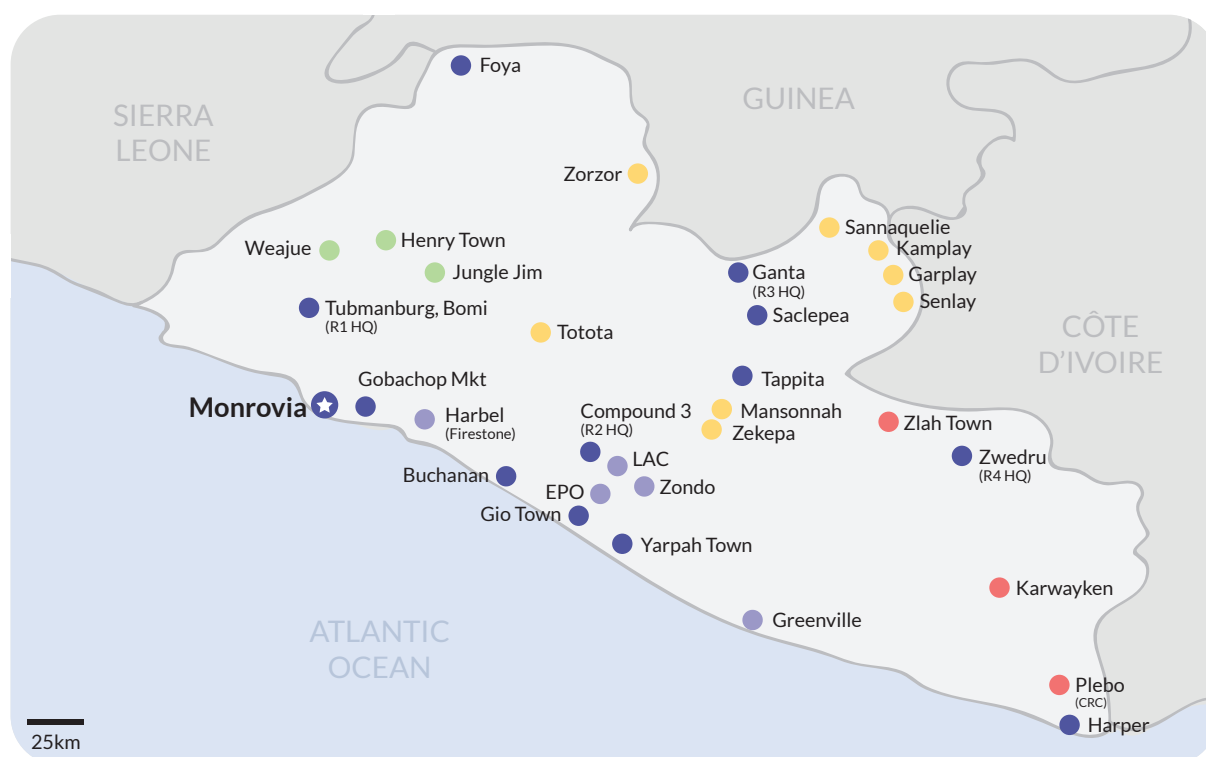 Foya
GUINEA
SIERRA
LEONE
Zorzor
Sannaquelie
Henry Town
Weajue
Kamplay
Jungle Jim
Ganta
(R3 HQ)
Garplay
Senlay
Tubmanburg, Bomi
(R1 HQ)
Saclepea
Totota
CÔTE
D'IVOIRE
Gobachop Mkt
Tappita
Monrovia
Harbel
(Firestone)
Compound 3
(R2 HQ)
Mansonnah
Zekepa
Zlah Town
LAC
Zwedru
(R4 HQ)
Buchanan
EPO
Zondo
Gio Town
Yarpah Town
Karwayken
Greenville
ATLANTIC
OCEAN
Plebo
(CRC)
Harper
25km